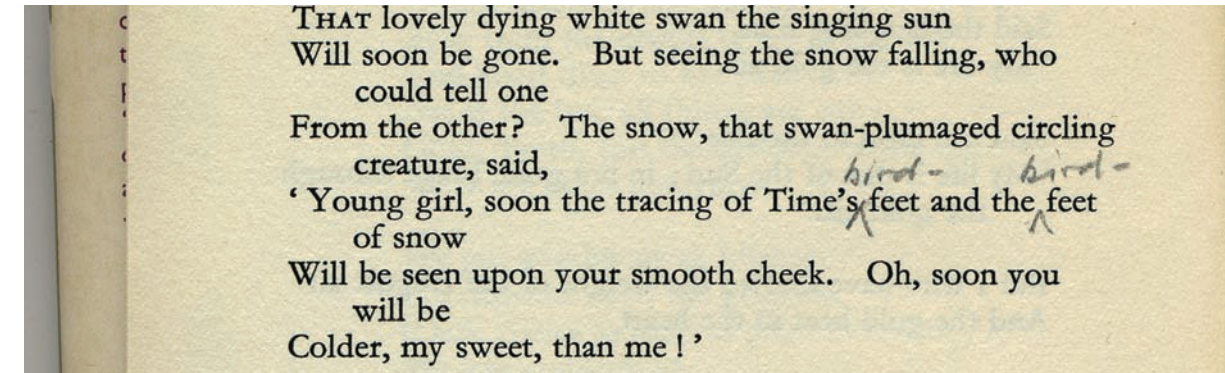 THAT lovely dying white swan the singing sun
Will soon be gone. But seeing the snow falling, who
could tell one
From the other? The snow, that swan-plumaged circling
creature, said,
bird- bird-
‘Young girl, soon the tracing of Time’s feet and the feet
of snow
Will be seen upon your smooth cheek. Oh, soon you
will be
Colder, my sweet, than me!’